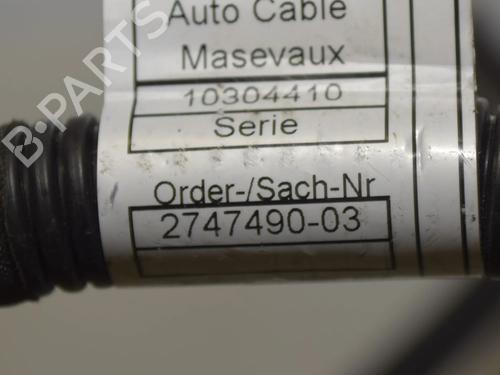 Auto Cable
Masevaux
10304410
Serie
Order-/Sach-Nr
2747490-03
B-PARTS